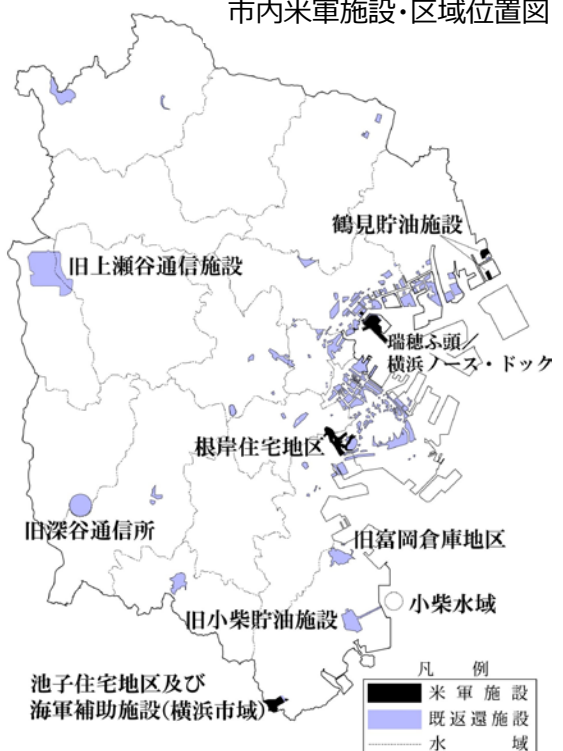 市内米軍施設・区域位置図
鶴見貯油施設
旧上瀬谷通信施設
瑞穂ふ頭／
横浜ノース・ドック
根岸住宅地区
旧深谷通信所
旧富岡倉庫地区
小柴水域
旧小柴貯油施設
池子住宅地区及び
海軍補助施設(横浜市域)
凡 例
米軍施設
既返還施設
水 域